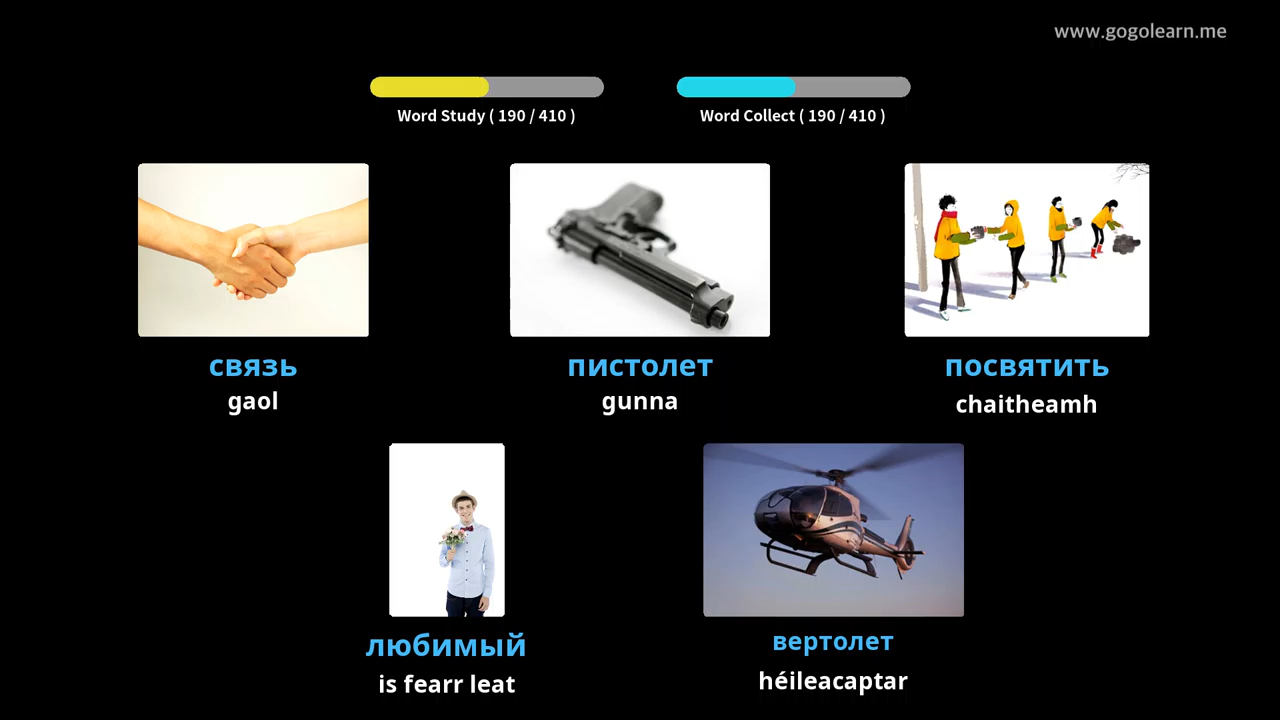 www.gogolearn.me
Word Study ( 190 / 410 )
Word Collect ( 190 / 410 )
связь
gaol
пистолет
gunna
посвятить
chaitheamh
любимый
is fearr leat
вертолет
héileacaptar